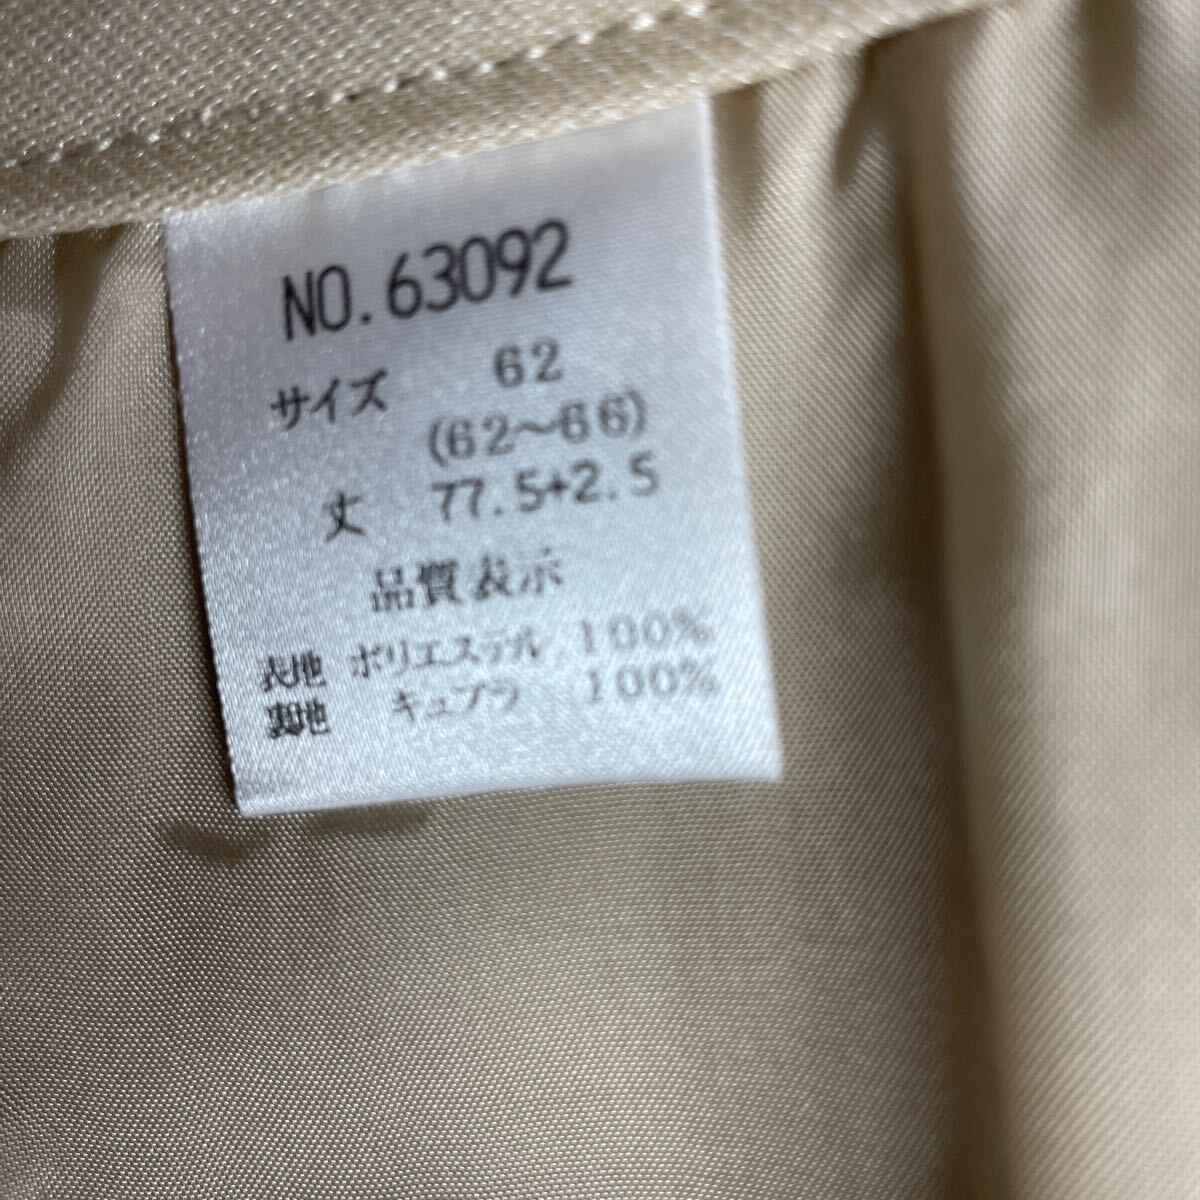 NO.63092
サイズ 62
(62〜66)
丈 77.5+2.5
品質表示
表地 ポリエステル 100%
裏地 キュプラ 100%